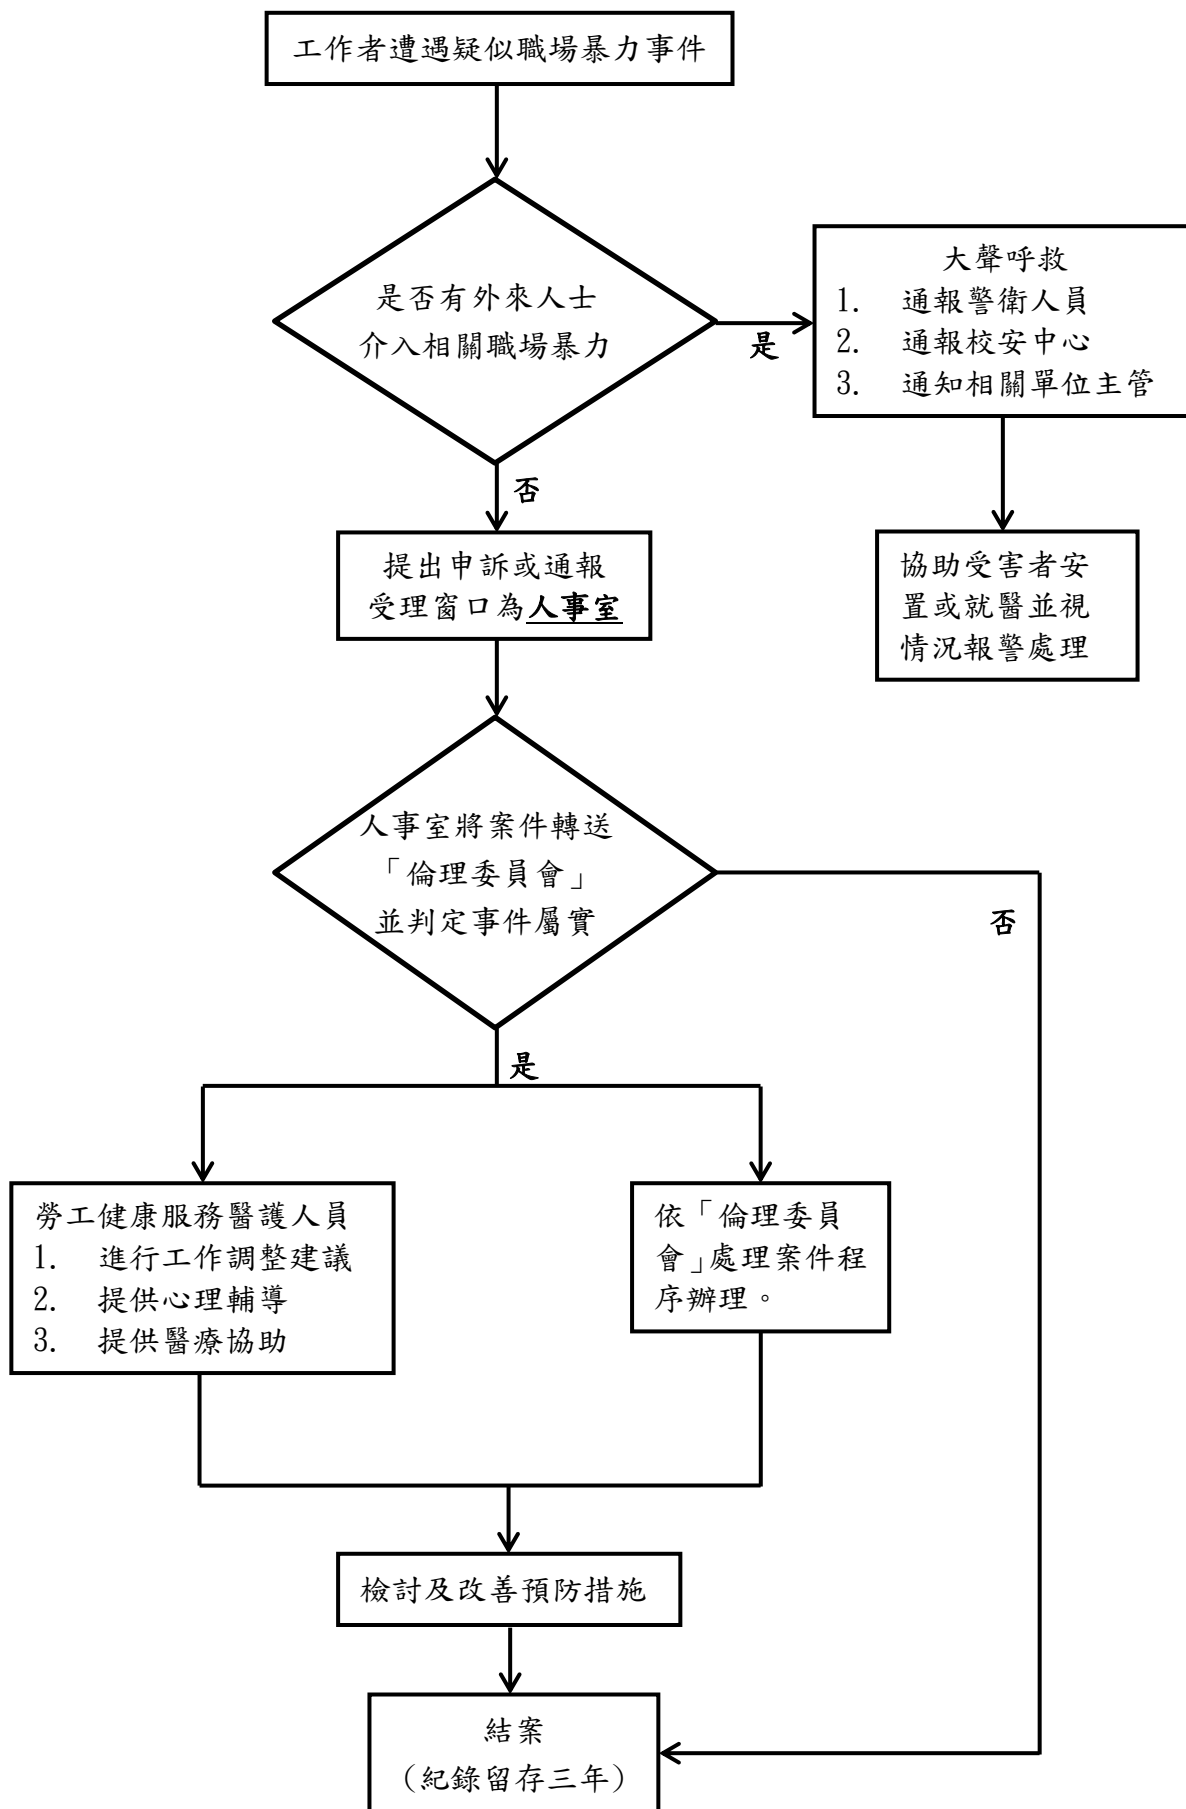 工作者遭遇疑似職場暴力事件
是否有外來人士
介入相關職場暴力
是
大聲呼救
1. 通報警衛人員
2. 通報校安中心
3. 通知相關單位主管
否
提出申訴或通報
受理窗口為人事室
協助受害者安
置或就醫並視
情況報警處理
人事室將案件轉送
「倫理委員會」
並判定事件屬實
否
是
勞工健康服務醫護人員
1. 進行工作調整建議
2. 提供心理輔導
3. 提供醫療協助
依「倫理委員
會」處理案件程
序辦理。
檢討及改善預防措施
結案
(紀錄留存三年)